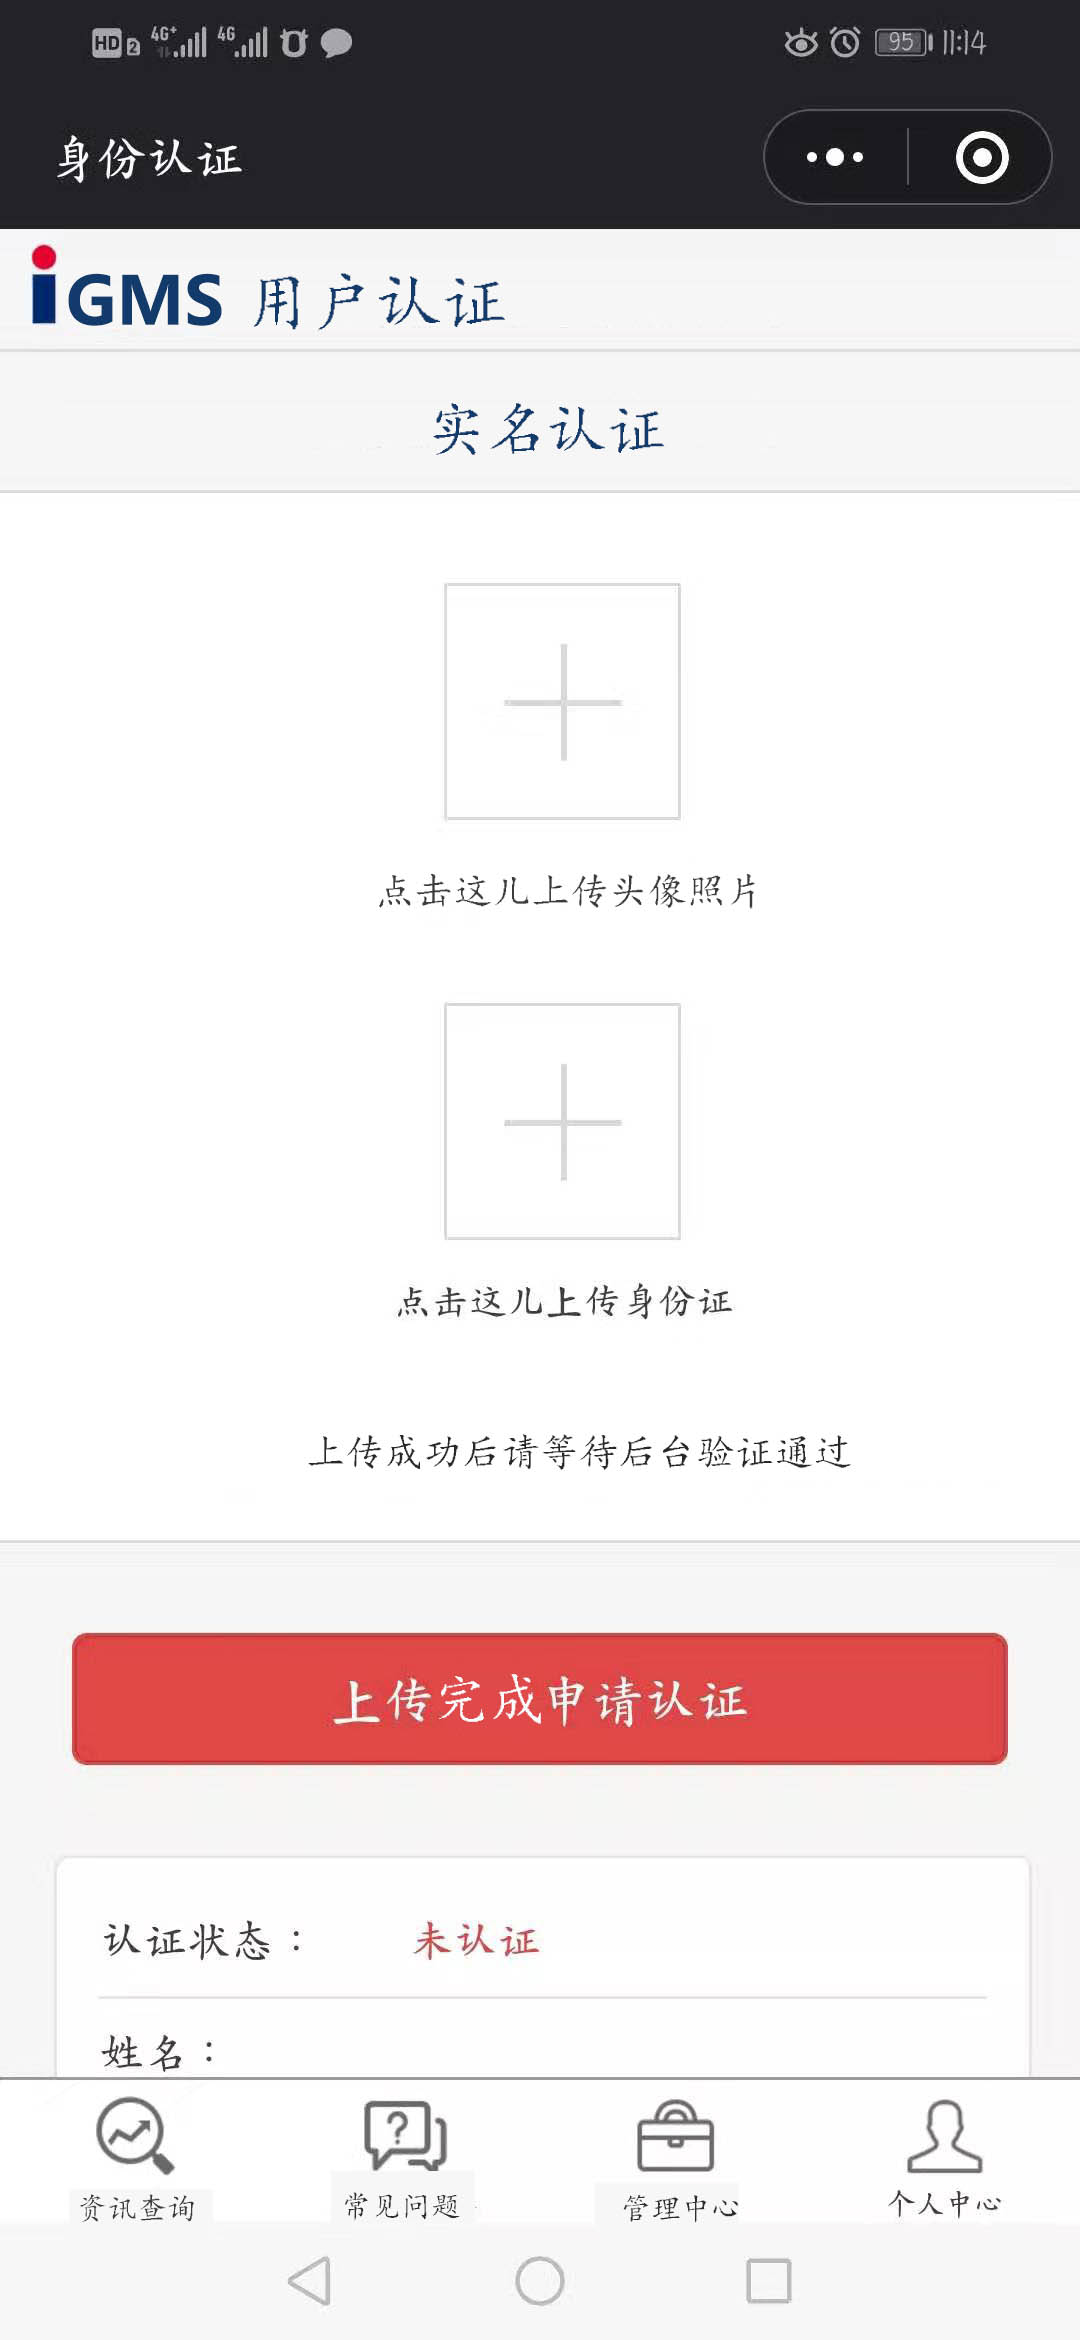 HD 2 4G+ 4G 95 11:14
身份认证
iGMS 用户认证
实名认证
点击这儿上传头像照片
点击这儿上传身份证
上传成功后请等待后台验证通过
上传完成申请认证
认证状态： 未认证
姓名：
资讯查询 常见问题 管理中心 个人中心